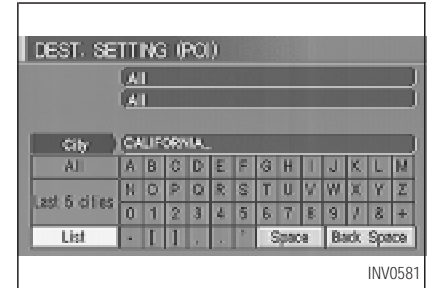 DEST. SETTING (POI)
All
All
City CALIFORNIA_
All A B C D E F G H I J K L M
Last 5 cities N O P Q R S T U V W X Y Z
0 1 2 3 4 5 6 7 8 9 / & +
List - [ ] . , ' Space Back Space
INV0581